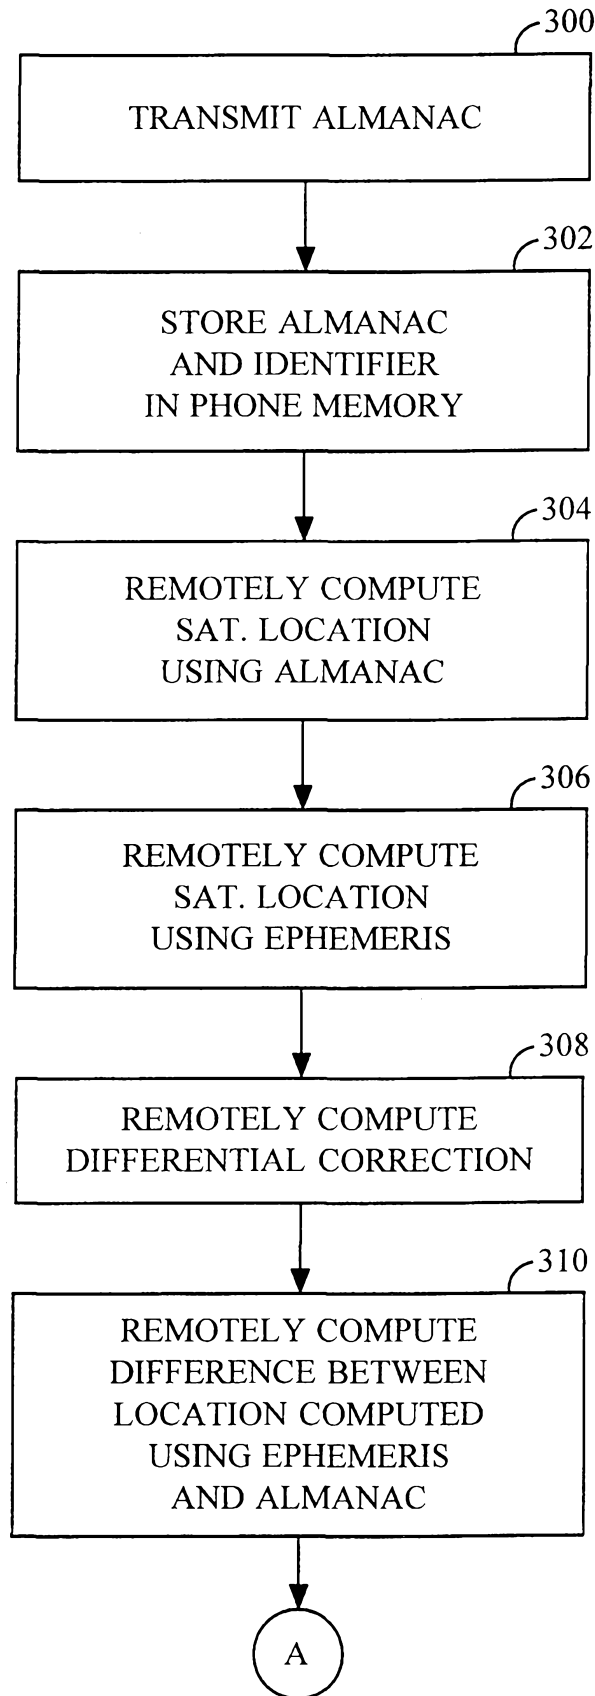 300
TRANSMIT ALMANAC
302
STORE ALMANAC
AND IDENTIFIER
IN PHONE MEMORY
304
REMOTELY COMPUTE
SAT. LOCATION
USING ALMANAC
306
REMOTELY COMPUTE
SAT. LOCATION
USING EPHEMERIS
308
REMOTELY COMPUTE
DIFFERENTIAL CORRECTION
310
REMOTELY COMPUTE
DIFFERENCE BETWEEN
LOCATION COMPUTED
USING EPHEMERIS
AND ALMANAC
A